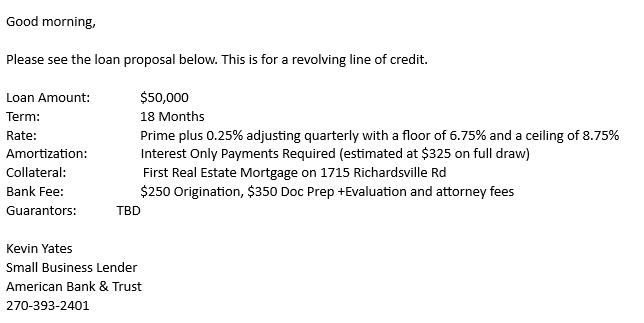 Good morning,
Please see the loan proposal below. This is for a revolving line of credit.
Loan Amount: $50,000
Term: 18 Months
Rate: Prime plus 0.25% adjusting quarterly with a floor of 6.75% and a ceiling of 8.75%
Amortization: Interest Only Payments Required (estimated at $325 on full draw)
Collateral: First Real Estate Mortgage on 1715 Richardsville Rd
Bank Fee: $250 Origination, $350 Doc Prep +Evaluation and attorney fees
Guarantors: TBD
Kevin Yates
Small Business Lender
American Bank & Trust
270-393-2401